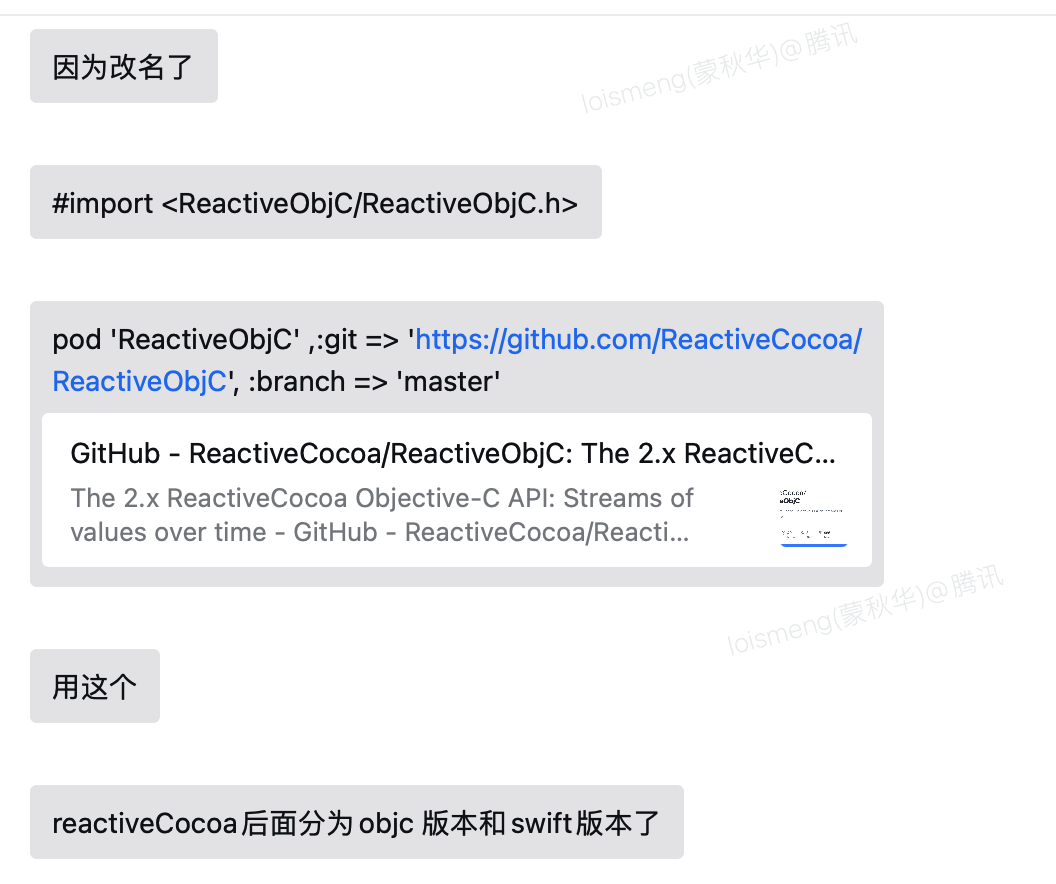 因为改名了
loismeng(蒙秋华)@腾讯
#import <ReactiveObjC/ReactiveObjC.h>
pod 'ReactiveObjC' ,:git => 'https://github.com/ReactiveCocoa/
ReactiveObjC', :branch => 'master'
GitHub - ReactiveCocoa/ReactiveObjC: The 2.x ReactiveC...
The 2.x ReactiveCocoa Objective-C API: Streams of
values over time - GitHub - ReactiveCocoa/Reacti...
loismeng(蒙秋华)@腾讯
用这个
reactiveCocoa后面分为objc 版本和swift版本了